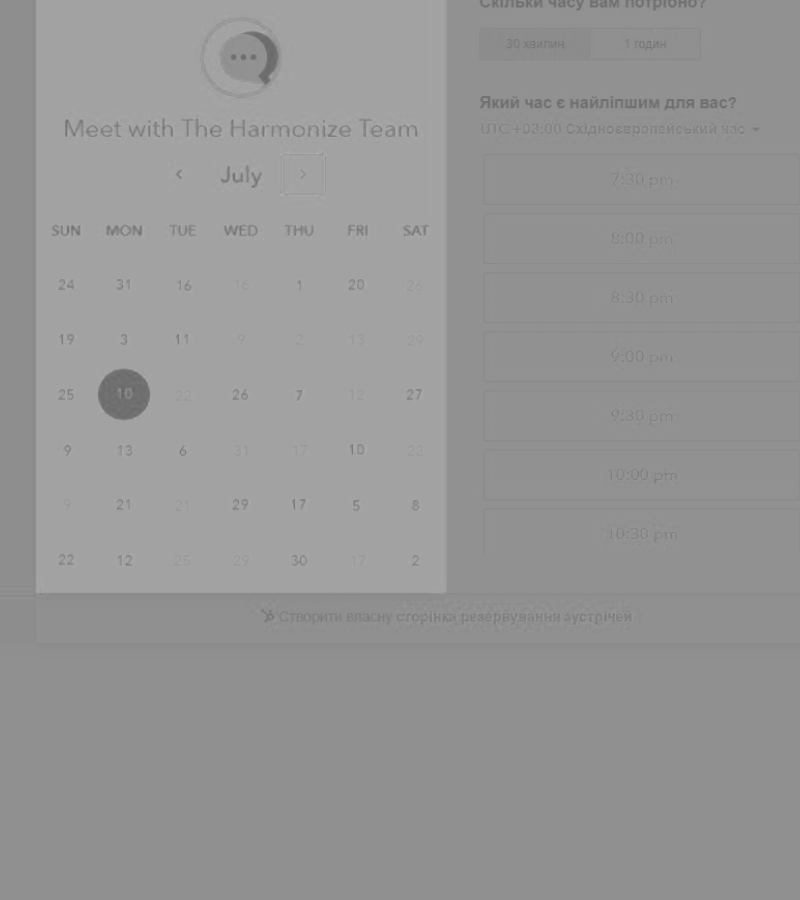 Скільки часу вам потрібно?
30 хвилин
1 годин
Meet with The Harmonize Team
July
SUN MON TUE WED THU FRI SAT
24 31 16 16 1 20 26
19 3 11 9 2 13 29
25 10 22 26 7 12 27
9 13 6 31 17 10 22
9 21 21 29 17 5 8
22 12 25 29 30 17 2
Який час є найліпшим для вас?
UTC +03:00 Східноєвропейський час
7:30 pm
8:00 pm
8:30 pm
9:00 pm
9:30 pm
10:00 pm
10:30 pm
Створити власну сторінка резервування зустрічей